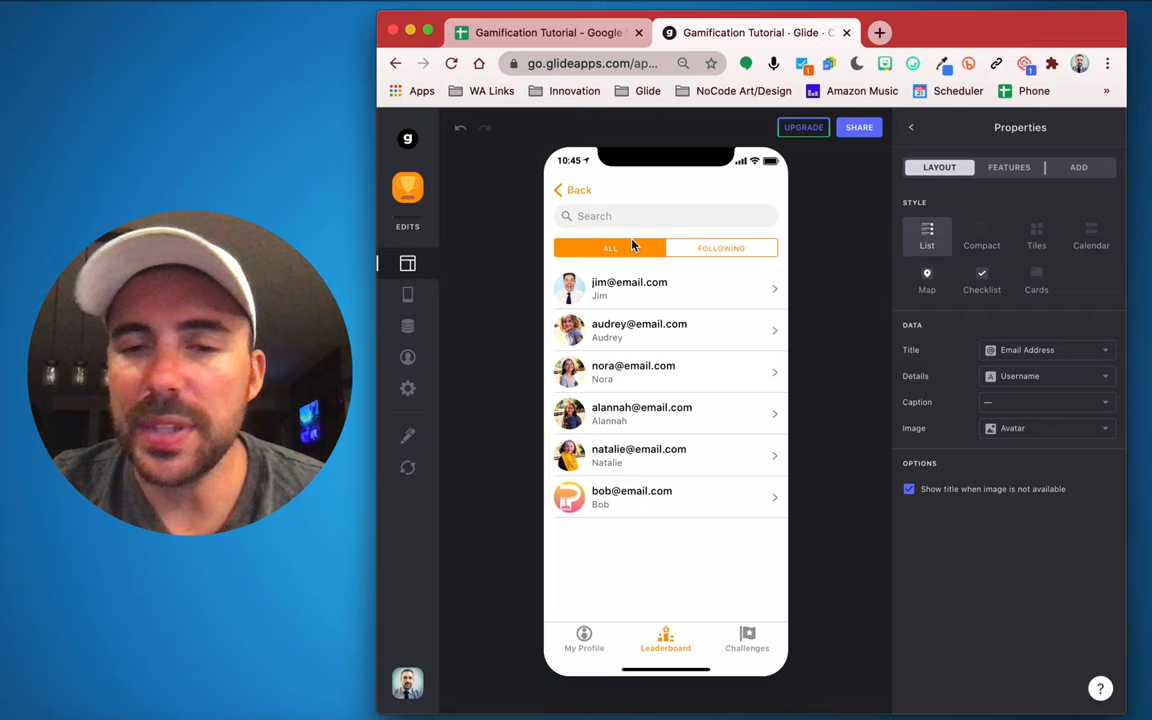 Gamification Tutorial - Google
Gamification Tutorial · Glide · C
go.glideapps.com/ap...
Apps
WA Links
Innovation
Glide
NoCode Art/Design
Amazon Music
Scheduler
Phone
»
g
EDITS
UPGRADE
SHARE
10:45
Back
Search
ALL
FOLLOWING
jim@email.com
Jim
audrey@email.com
Audrey
nora@email.com
Nora
alannah@email.com
Alannah
natalie@email.com
Natalie
bob@email.com
Bob
My Profile
Leaderboard
Challenges
Properties
LAYOUT
FEATURES
ADD
STYLE
List
Compact
Tiles
Calendar
Map
Checklist
Cards
DATA
Title
Email Address
Details
Username
Caption
—
Image
Avatar
OPTIONS
Show title when image is not available
?